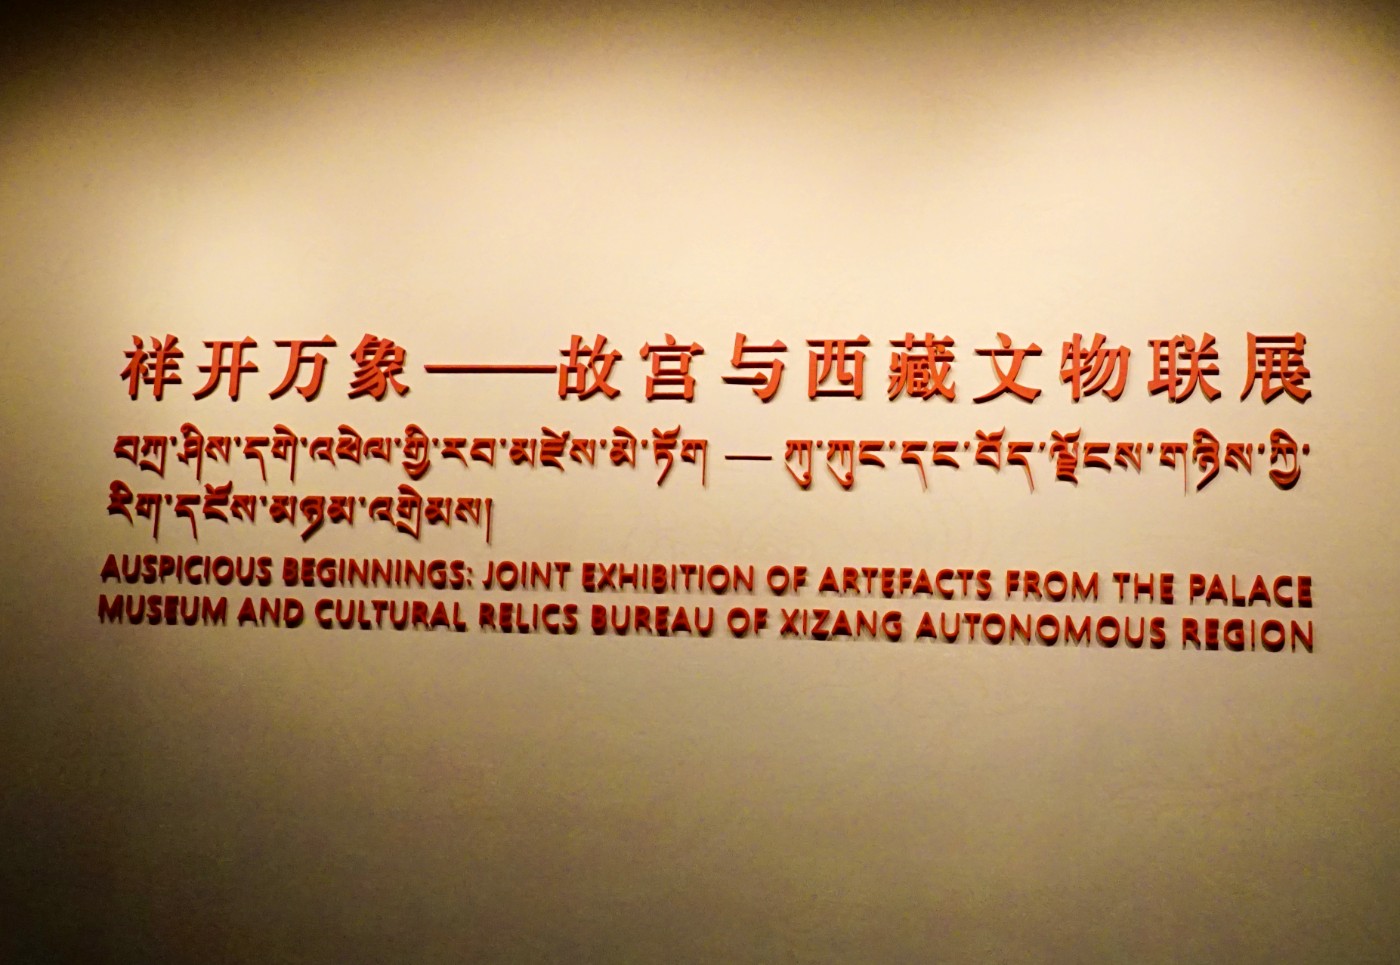 祥开万象——故宫与西藏文物联展
བཀྲ་ཤིས་དགེ་འཕེལ་གྱི་རབ་མཛེས་མེ་ཏོག — ཀུ་ཀུང་དང་བོད་ལྗོངས་གཉིས་ཀྱི་
རིག་དངོས་མཉམ་འགྲེམས།
AUSPICIOUS BEGINNINGS: JOINT EXHIBITION OF ARTEFACTS FROM THE PALACE
MUSEUM AND CULTURAL RELICS BUREAU OF XIZANG AUTONOMOUS REGION